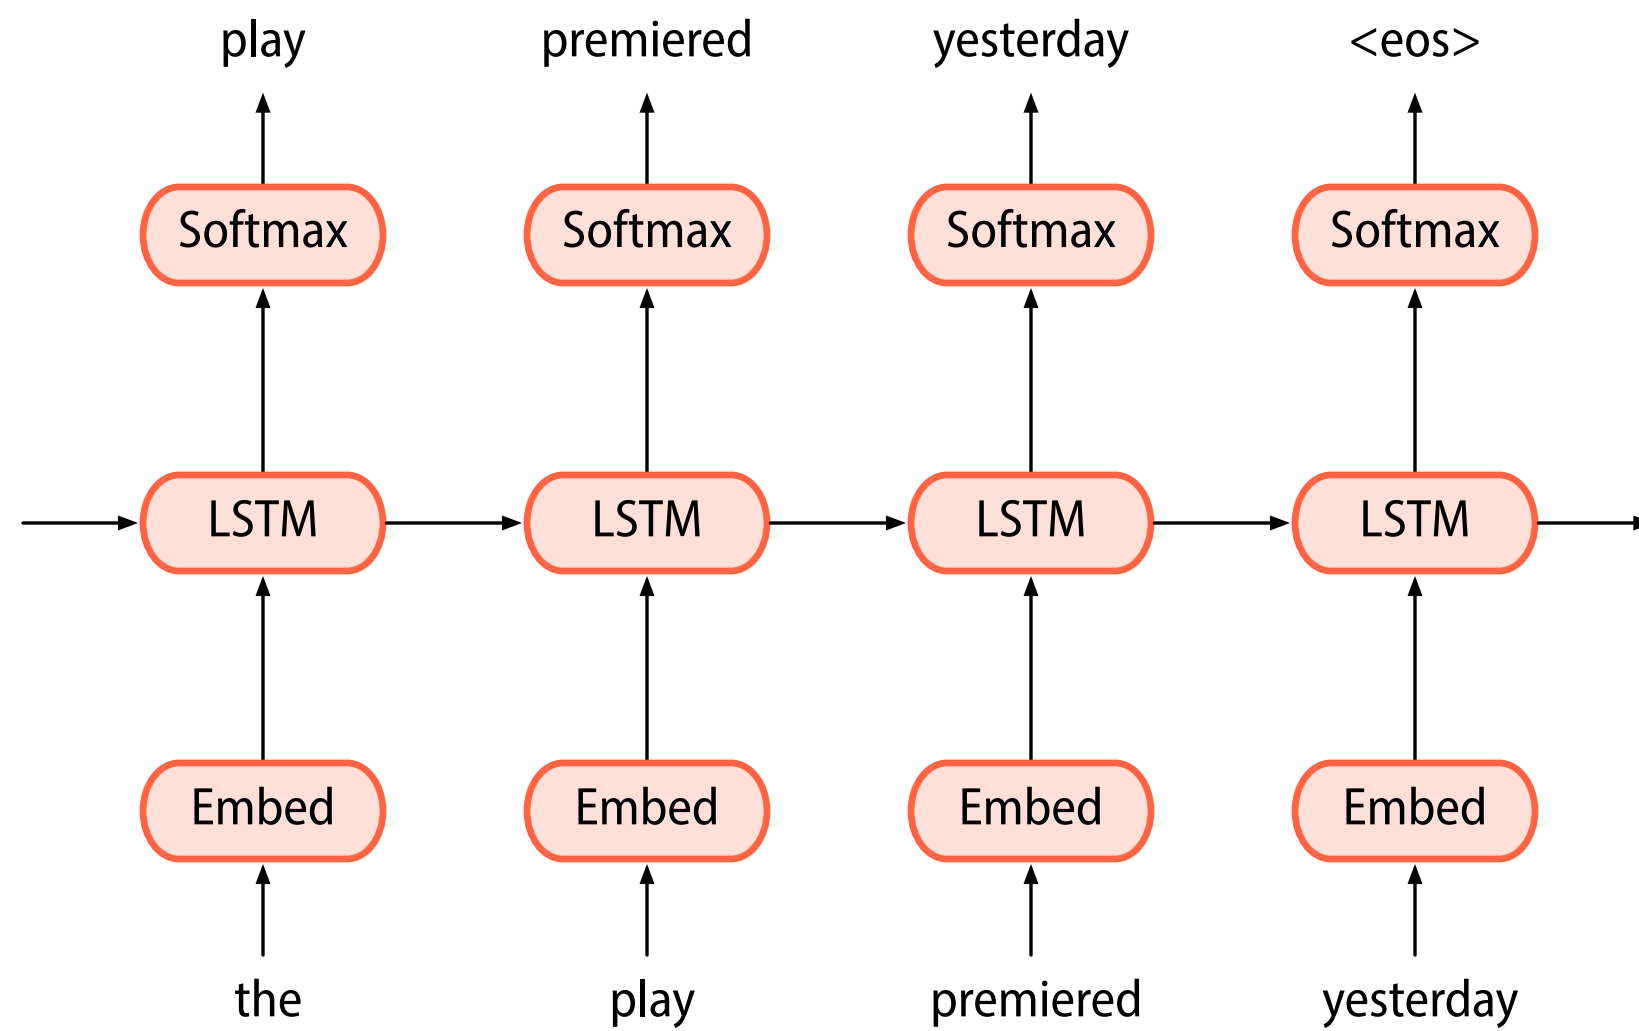 play premiered yesterday <eos>
Softmax Softmax Softmax Softmax
LSTM LSTM LSTM LSTM
Embed Embed Embed Embed
the play premiered yesterday